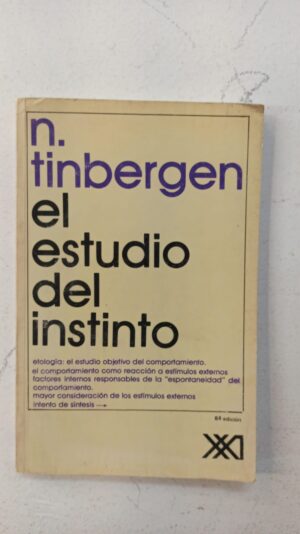 n.
tinbergen
el
estudio
del
instinto
etología: el estudio objetivo del comportamiento.
el comportamiento como reacción a estímulos externos
factores internos responsables de la "espontaneidad" del
comportamiento.
mayor consideración de los estímulos externos
intento de síntesis →
6ª edición